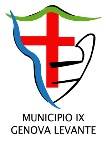 MUNICIPIO IX
GENOVA LEVANTE